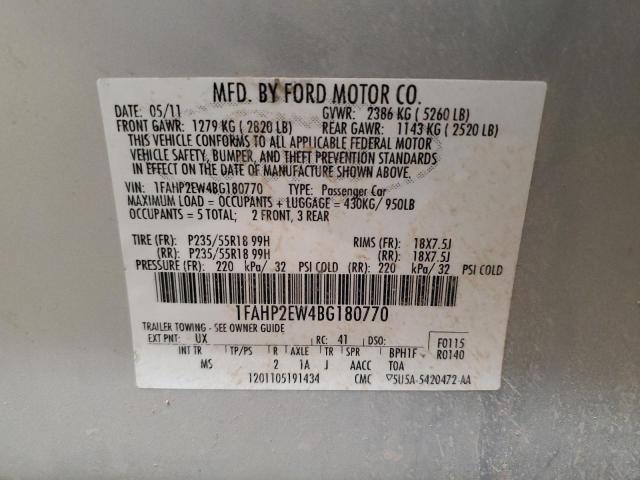 MFD. BY FORD MOTOR CO.
DATE: 05/11 GVWR: 2386 KG ( 5260 LB)
FRONT GAWR: 1279 KG ( 2820 LB) REAR GAWR: 1143 KG ( 2520 LB)
THIS VEHICLE CONFORMS TO ALL APPLICABLE FEDERAL MOTOR
VEHICLE SAFETY, BUMPER, AND THEFT PREVENTION STANDARDS
IN EFFECT ON THE DATE OF MANUFACTURE SHOWN ABOVE.
VIN: 1FAHP2EW4BG180770 TYPE: Passenger Car
MAXIMUM LOAD = OCCUPANTS + LUGGAGE = 430KG/ 950LB
OCCUPANTS = 5 TOTAL; 2 FRONT, 3 REAR
TIRE (FR): P235/55R18 99H RIMS (FR): 18X7.5J
(RR): P235/55R18 99H (RR): 18X7.5J
PRESSURE (FR): 220 kPa/ 32 PSI COLD (RR): 220 kPa/ 32 PSI COLD
1FAHP2EW4BG180770
TRAILER TOWING - SEE OWNER GUIDE
EXT PNT: UX RC: 41 DSO: F0115
INT TR TP/PS R AXLE TR SPR BPH1F R0140
MS 2 1A J AACC TOA
1201105191434 CMC ▽5U5A-5420472-AA